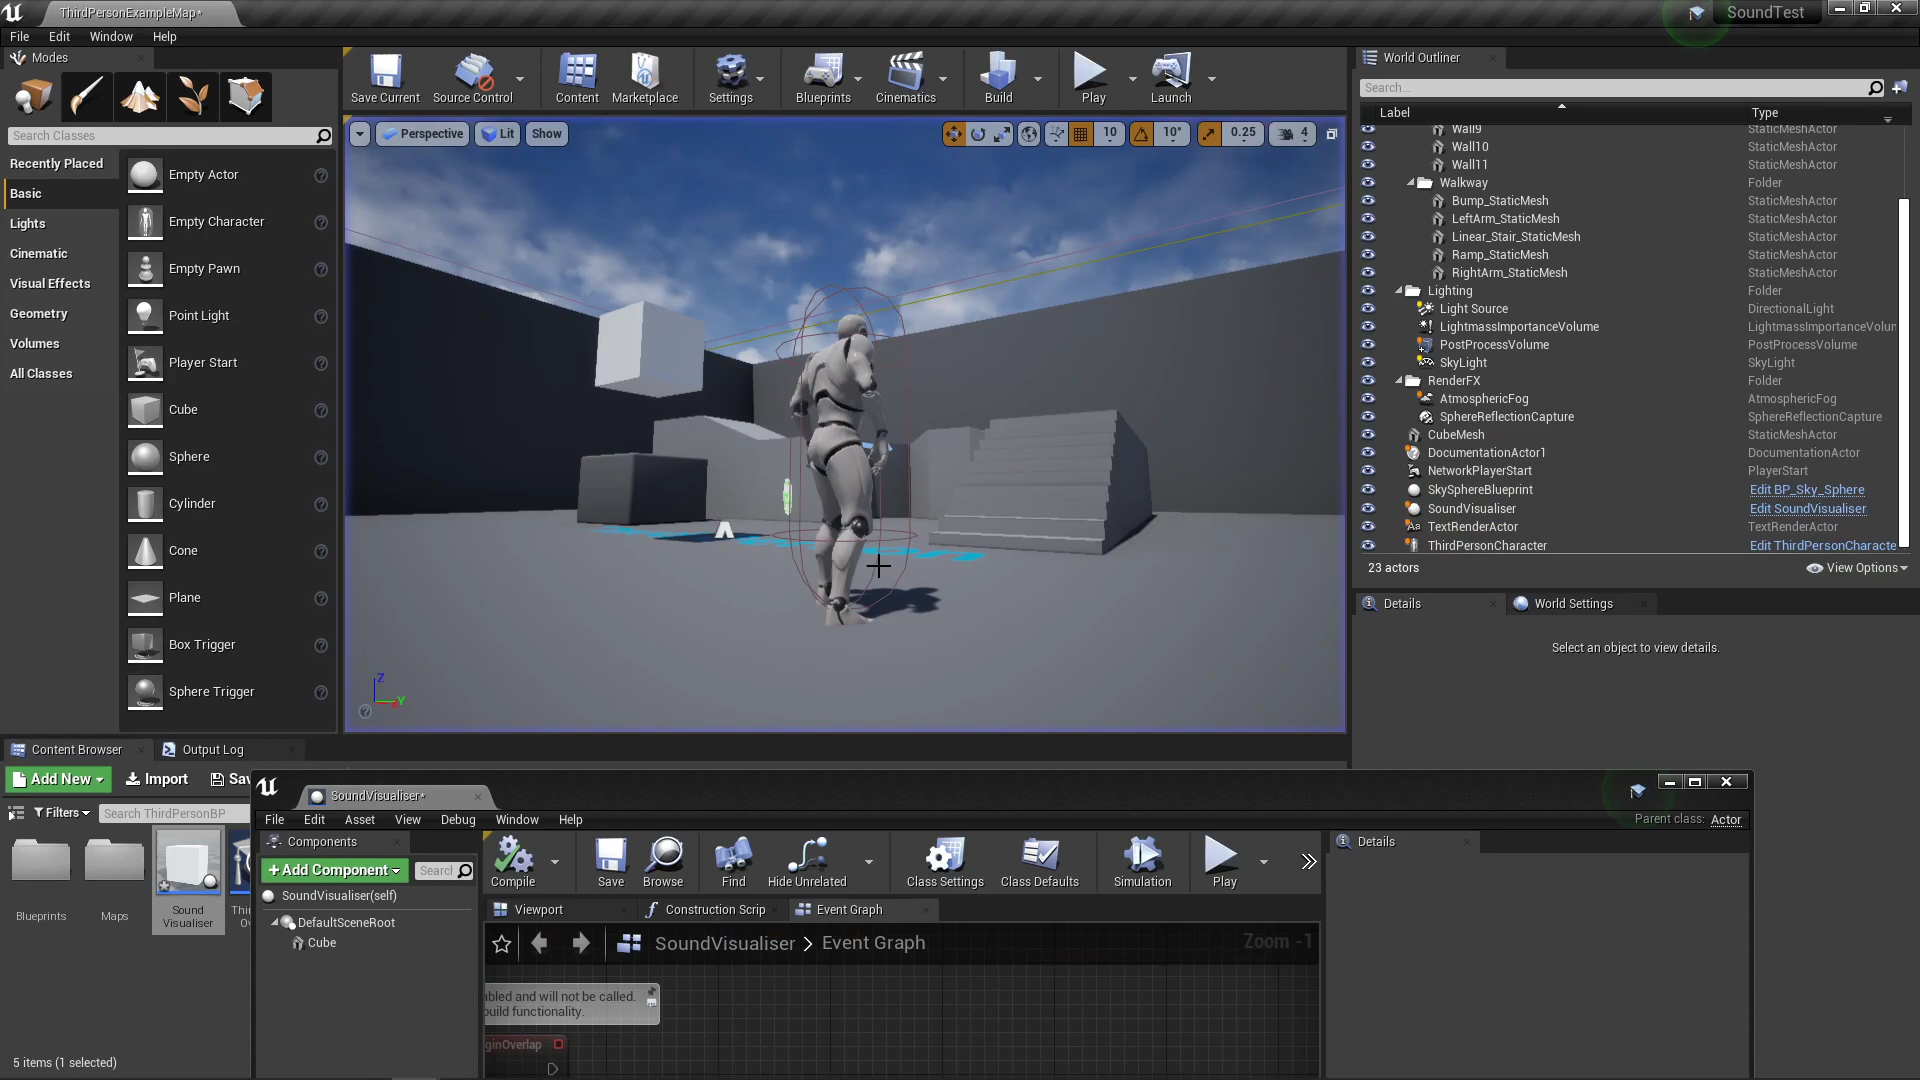 ThirdPersonExampleMap*
SoundTest
File Edit Window Help
Modes
Search Classes
Recently Placed
Basic
Lights
Cinematic
Visual Effects
Geometry
Volumes
All Classes
Empty Actor
Empty Character
Empty Pawn
Point Light
Player Start
Cube
Sphere
Cylinder
Cone
Plane
Box Trigger
Sphere Trigger
Save Current Source Control Content Marketplace Settings Blueprints Cinematics Build Play Launch
Perspective Lit Show 10 10° 0.25 4
Z
Y
World Outliner
Search...
Label Type
Wall9 StaticMeshActor
Wall10 StaticMeshActor
Wall11 StaticMeshActor
Walkway Folder
Bump_StaticMesh StaticMeshActor
LeftArm_StaticMesh StaticMeshActor
Linear_Stair_StaticMesh StaticMeshActor
Ramp_StaticMesh StaticMeshActor
RightArm_StaticMesh StaticMeshActor
Lighting Folder
Light Source DirectionalLight
LightmassImportanceVolume LightmassImportanceVolum
PostProcessVolume PostProcessVolume
SkyLight SkyLight
RenderFX Folder
AtmosphericFog AtmosphericFog
SphereReflectionCapture SphereReflectionCapture
CubeMesh StaticMeshActor
DocumentationActor1 DocumentationActor
NetworkPlayerStart PlayerStart
SkySphereBlueprint Edit BP_Sky_Sphere
SoundVisualiser Edit SoundVisualiser
TextRenderActor TextRenderActor
ThirdPersonCharacter Edit ThirdPersonCharacte
23 actors View Options
Details World Settings
Select an object to view details.
Content Browser Output Log
Add New Import Sav
Filters Search ThirdPersonBP
Blueprints
Maps
Sound
Visualiser
5 items (1 selected)
SoundVisualiser*
File Edit Asset View Debug Window Help
Parent class: Actor
Components
+Add Component Search
SoundVisualiser(self)
DefaultSceneRoot
Cube
Compile Save Browse Find Hide Unrelated Class Settings Class Defaults Simulation Play
Viewport Construction Scrip Event Graph
SoundVisualiser > Event Graph
Zoom -1
abled and will not be called.
build functionality.
ginOverlap
Details